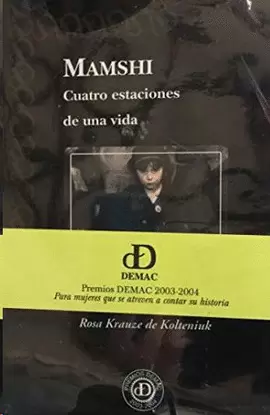 MAMSHI
Cuatro estaciones
de una vida
dD
DEMAC
Premios DEMAC 2003-2004
Para mujeres que se atreven a contar su historia
Rosa Krauze de Kolteniuk